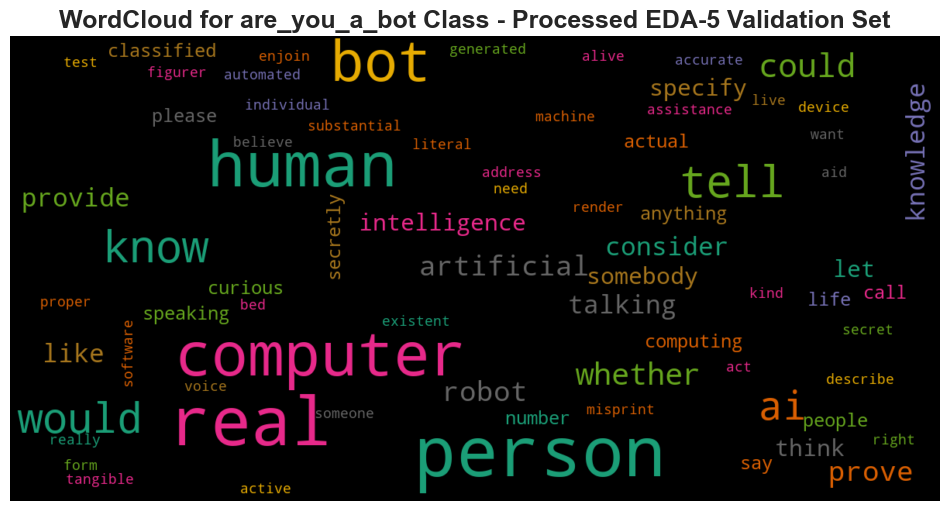 WordCloud for are_you_a_bot Class - Processed EDA-5 Validation Set
test
classified
figurer
enjoin
automated
bot
generated
alive
accurate
could
specify
live
device
assistance
individual
please
substantial
believe
literal
machine
actual
want
aid
knowledge
human
address
need
tell
provide
secretly
intelligence
render
anything
know
consider
artificial
somebody
let
curious
bed
talking
kind
life
call
proper
speaking
existent
secret
software
like
computer
computing
whether
act
voice
describe
robot
ai
would
real
someone
number
misprint
people
really
person
think
right
form
tangible
say
prove
active